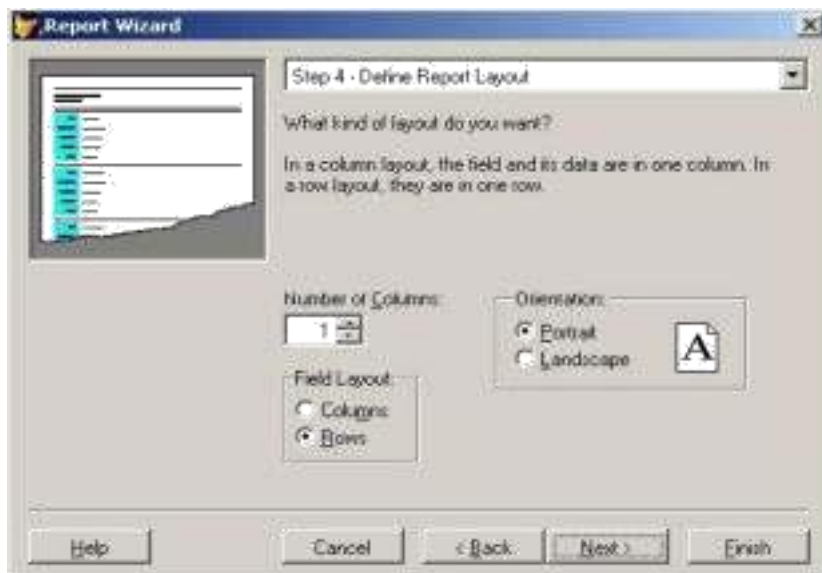 Report Wizard
Step 4 - Define Report Layout
What kind of layout do you want?
In a column layout, the field and its data are in one column. In
a row layout, they are in one row.
Number of Columns:
1
Orientation:
Portrait
Landscape
A
Field Layout:
Columns
Rows
Help
Cancel
< Back
Next >
Finish